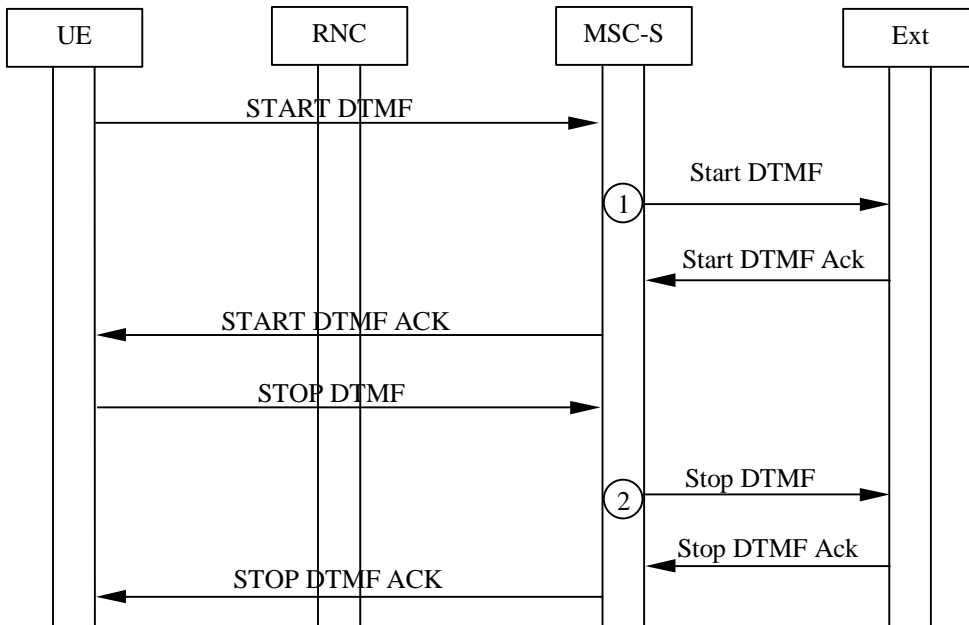 UE
RNC
MSC-S
Ext
START DTMF
Start DTMF
1
Start DTMF Ack
START DTMF ACK
STOP DTMF
Stop DTMF
2
Stop DTMF Ack
STOP DTMF ACK